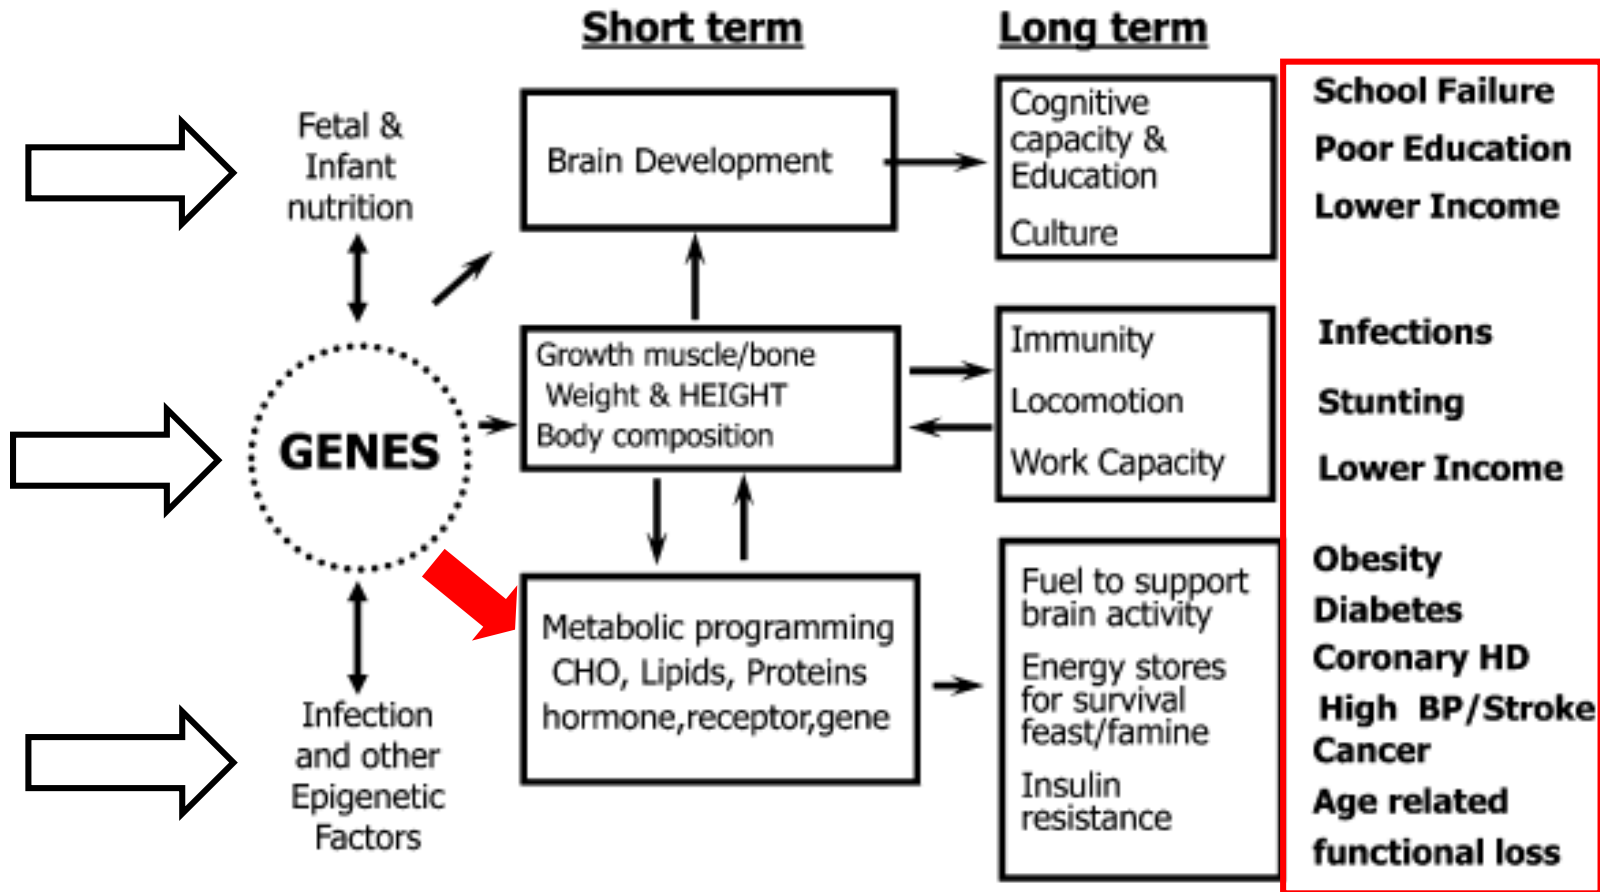 Short term
Long term
Fetal &
Infant
nutrition
GENES
Infection
and other
Epigenetic
Factors
Brain Development
Growth muscle/bone
Weight & HEIGHT
Body composition
Metabolic programming
CHO, Lipids, Proteins
hormone,receptor,gene
Cognitive
capacity &
Education
Culture
Immunity
Locomotion
Work Capacity
Fuel to support
brain activity
Energy stores
for survival
feast/famine
Insulin
resistance
School Failure
Poor Education
Lower Income
Infections
Stunting
Lower Income
Obesity
Diabetes
Coronary HD
High BP/Stroke
Cancer
Age related
functional loss